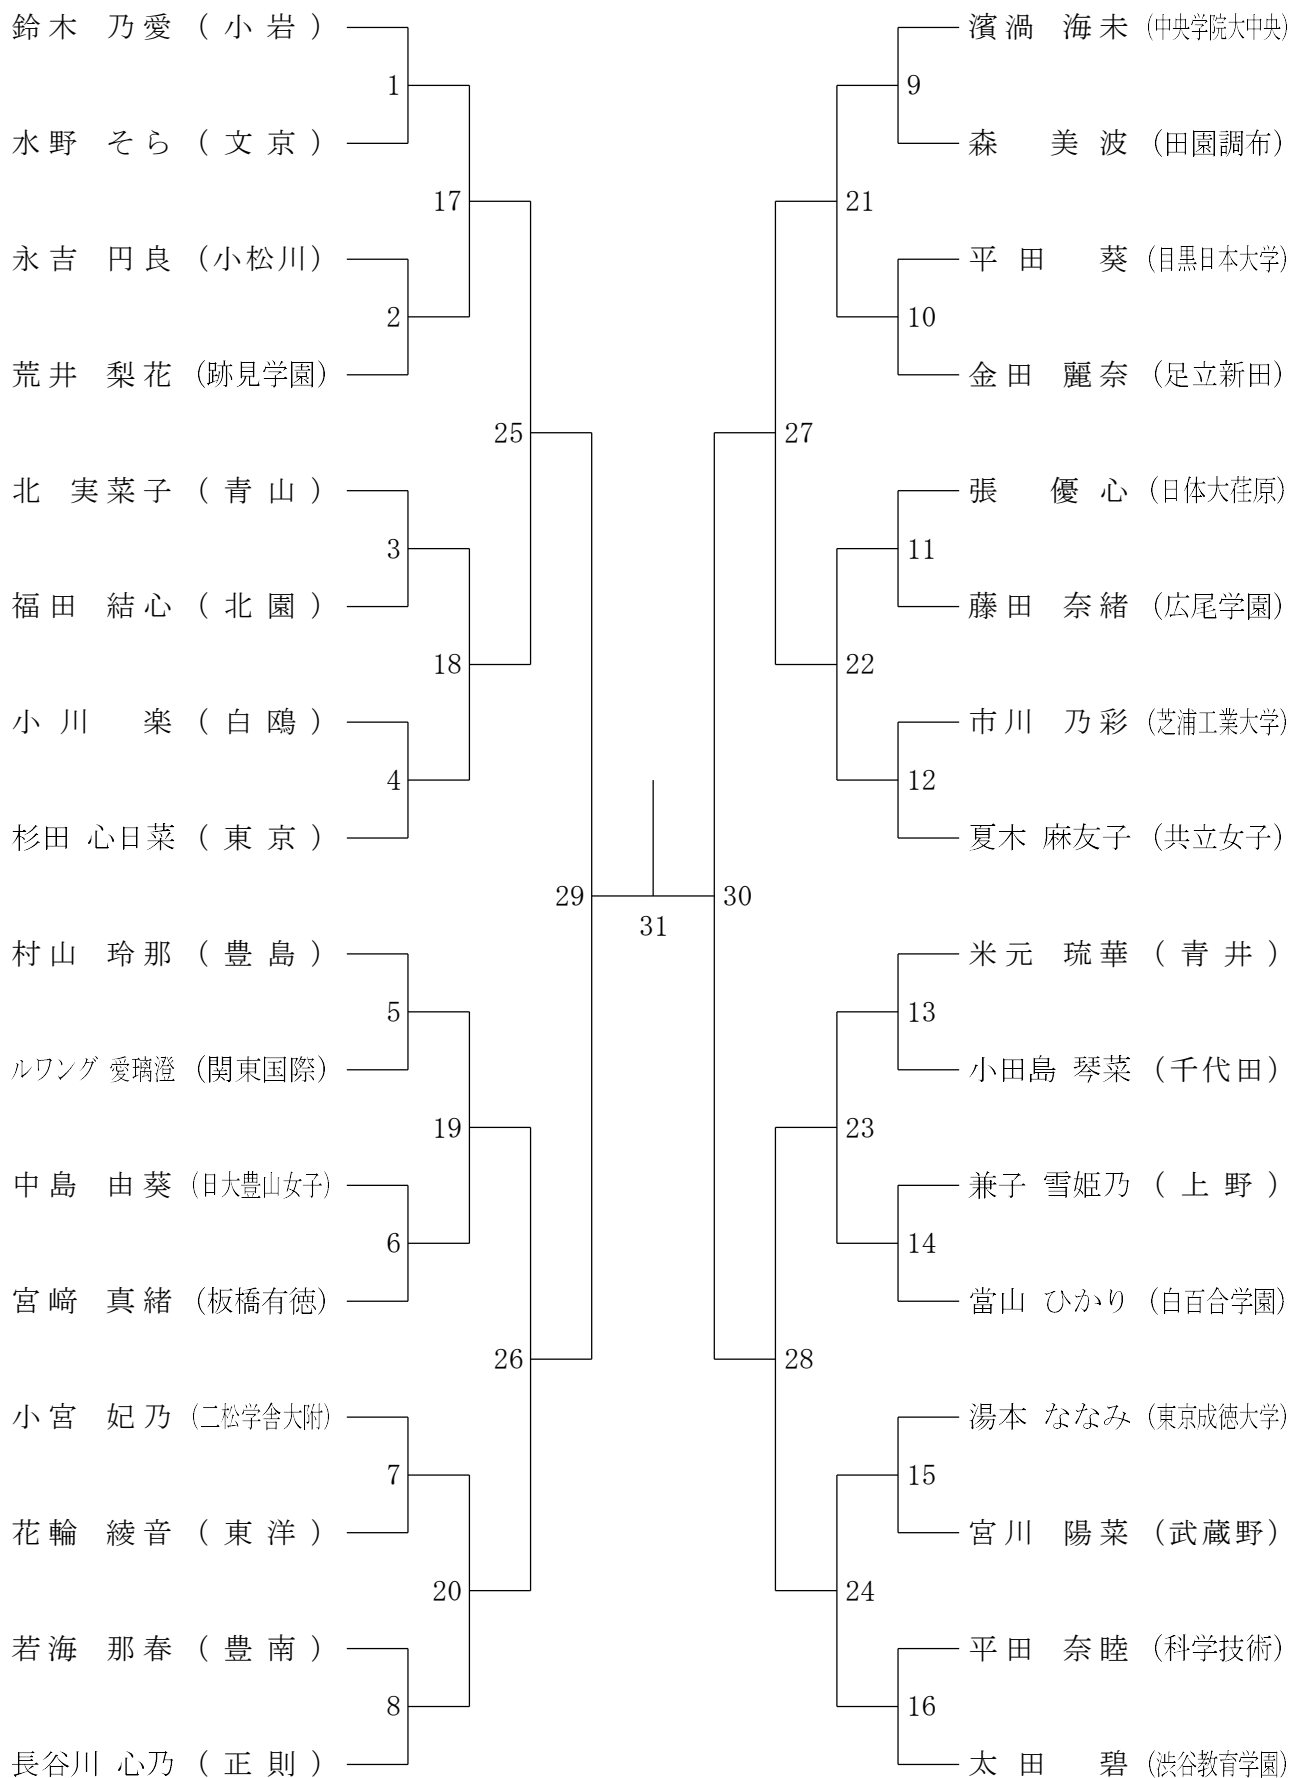 鈴木 乃愛 (小岩)
1
水野 そら (文京)
17
永吉 円良 (小松川)
2
荒井 梨花 (跡見学園)
25
北 実菜子 (青山)
3
福田 結心 (北園)
18
小川 楽 (白鴎)
4
杉田 心日菜 (東京)
29
村山 玲那 (豊島)
5
ルワング 愛璃澄 (関東国際)
19
中島 由葵 (日大豊山女子)
6
宮﨑 真緒 (板橋有徳)
26
小宮 妃乃 (二松学舎大附)
7
花輪 綾音 (東洋)
20
若海 那春 (豊南)
8
長谷川 心乃 (正則)
31
濱渦 海未 (中央学院大中央)
9
森 美波 (田園調布)
21
平田 葵 (目黒日本大学)
10
金田 麗奈 (足立新田)
27
張 優心 (日体大荏原)
11
藤田 奈緒 (広尾学園)
22
市川 乃彩 (芝浦工業大学)
12
夏木 麻友子 (共立女子)
30
米元 琉華 (青井)
13
小田島 琴菜 (千代田)
23
兼子 雪姫乃 (上野)
14
當山 ひかり (白百合学園)
28
湯本 ななみ (東京成徳大学)
15
宮川 陽菜 (武蔵野)
24
平田 奈睦 (科学技術)
16
太田 碧 (渋谷教育学園)